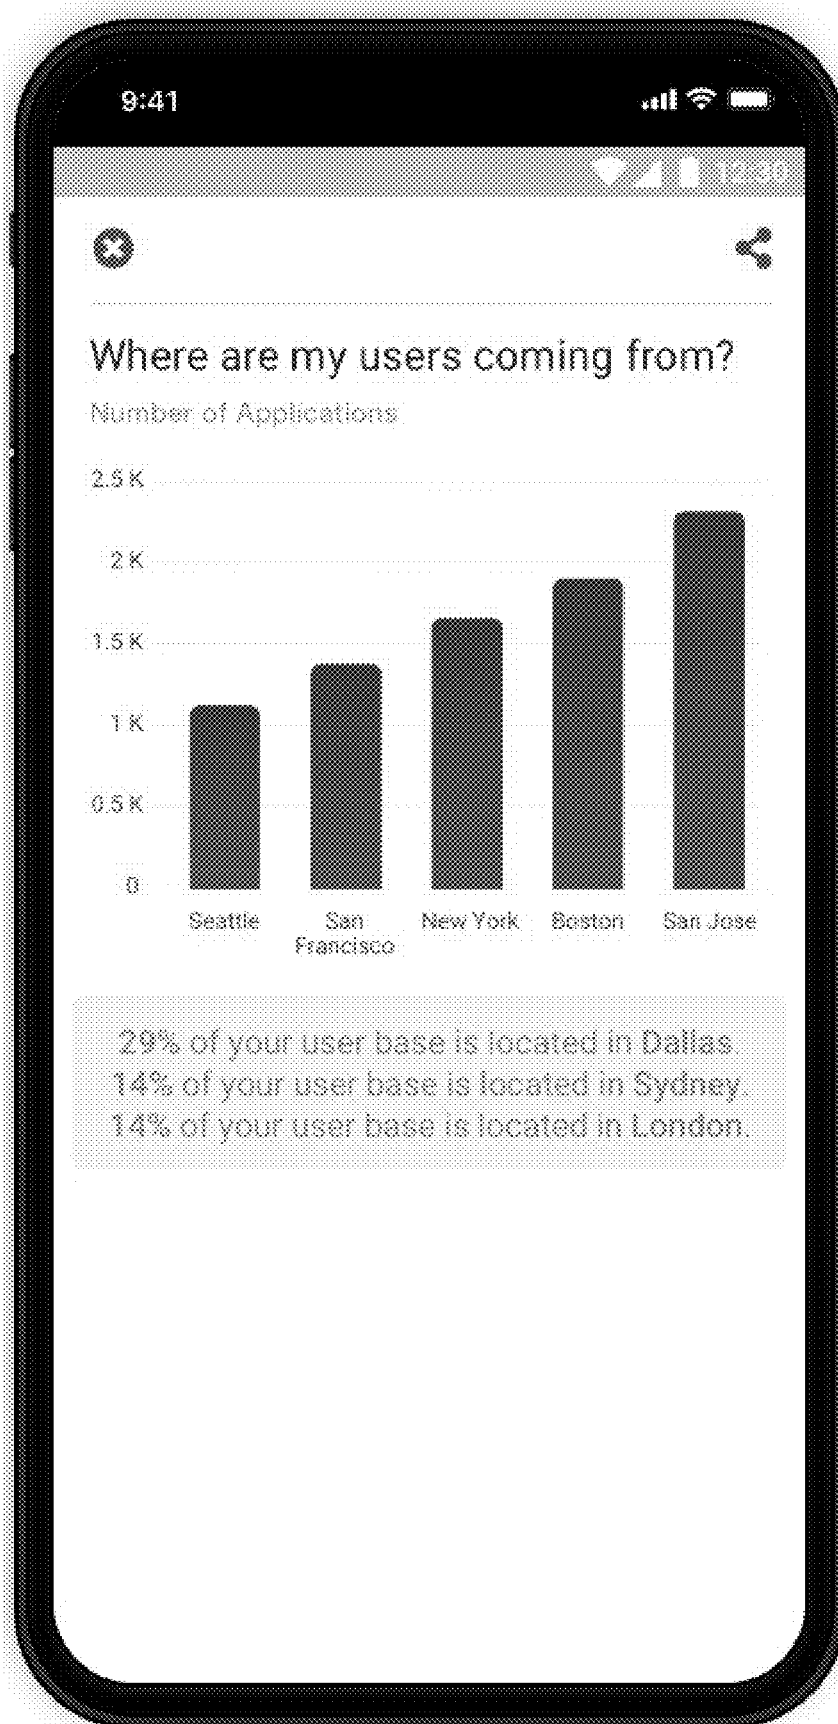 9:41
12:30
Where are my users coming from?
Number of Applications
2.5 K
2 K
1.5 K
1 K
0.5 K
0
Seattle
San
Francisco
New York
Boston
San Jose
29% of your user base is located in Dallas.
14% of your user base is located in Sydney.
14% of your user base is located in London.